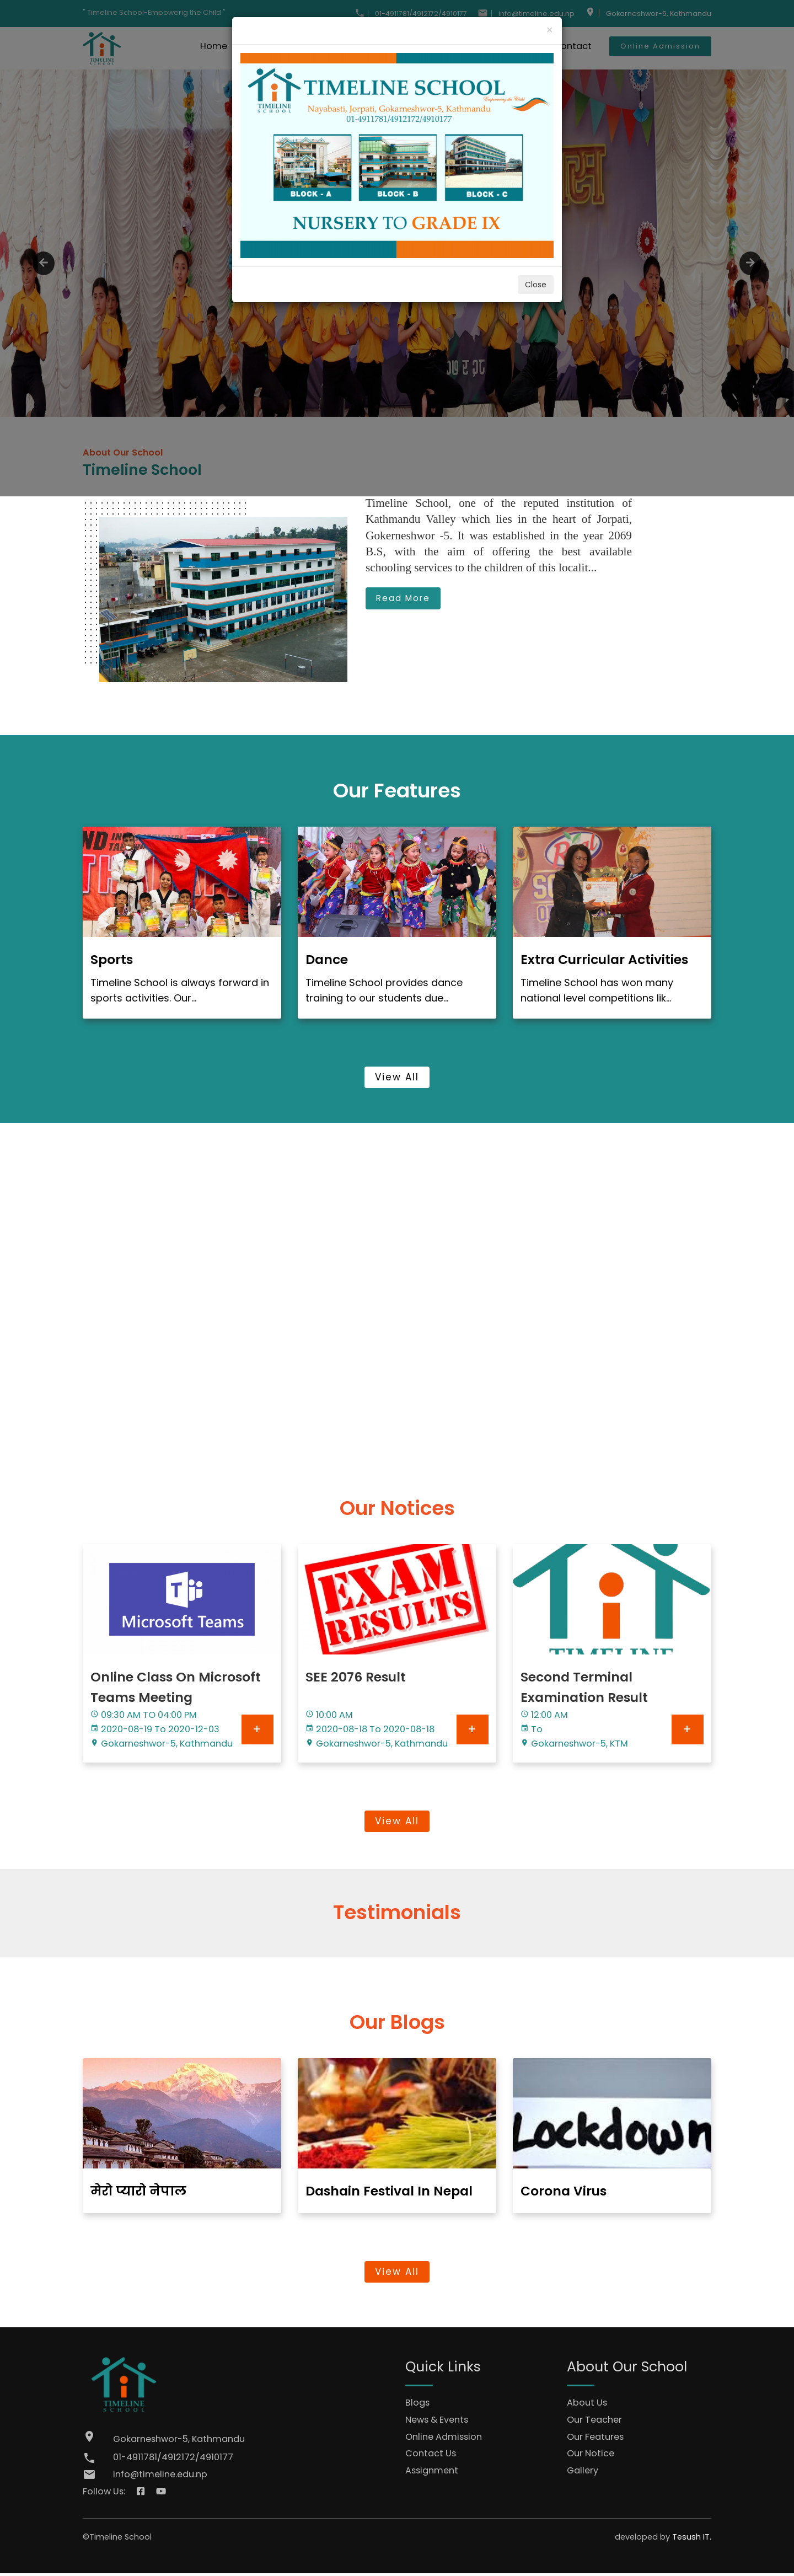 " Timeline School-Empowerig the Child "
| 01-4911781/4912172/4910177 | info@timeline.edu.np | Gokarneshwor-5, Kathmandu
TIMELINE
SCHOOL
Home
Contact
Online Admission
×
TIMELINE
SCHOOL
TIMELINE SCHOOL
Empowering the Child
Nayabasti, Jorpati, Gokarneshwor-5, Kathmandu
01-4911781/4912172/4910177
BLOCK - A
BLOCK - B
BLOCK - C
NURSERY TO GRADE IX
Close
About Our School
Timeline School
Timeline School, one of the reputed institution of
Kathmandu Valley which lies in the heart of Jorpati,
Gokerneshwor -5. It was established in the year 2069
B.S, with the aim of offering the best available
schooling services to the children of this localit...
Read More
Our Features
Sports
Timeline School is always forward in
sports activities. Our...
Dance
Timeline School provides dance
training to our students due...
Extra Curricular Activities
Timeline School has won many
national level competitions lik...
View All
Our Notices
Microsoft Teams
Online Class On Microsoft
Teams Meeting
09:30 AM TO 04:00 PM
2020-08-19 To 2020-12-03
Gokarneshwor-5, Kathmandu
+
EXAM
RESULTS
SEE 2076 Result
10:00 AM
2020-08-18 To 2020-08-18
Gokarneshwor-5, Kathmandu
+
TIMELINE
Second Terminal
Examination Result
12:00 AM
To
Gokarneshwor-5, KTM
+
View All
Testimonials
Our Blogs
मेरो प्यारो नेपाल
Dashain Festival In Nepal
Lockdown
Corona Virus
View All
TIMELINE
SCHOOL
Gokarneshwor-5, Kathmandu
01-4911781/4912172/4910177
info@timeline.edu.np
Follow Us:
Quick Links
Blogs
News & Events
Online Admission
Contact Us
Assignment
About Our School
About Us
Our Teacher
Our Features
Our Notice
Gallery
©Timeline School
developed by Tesush IT.